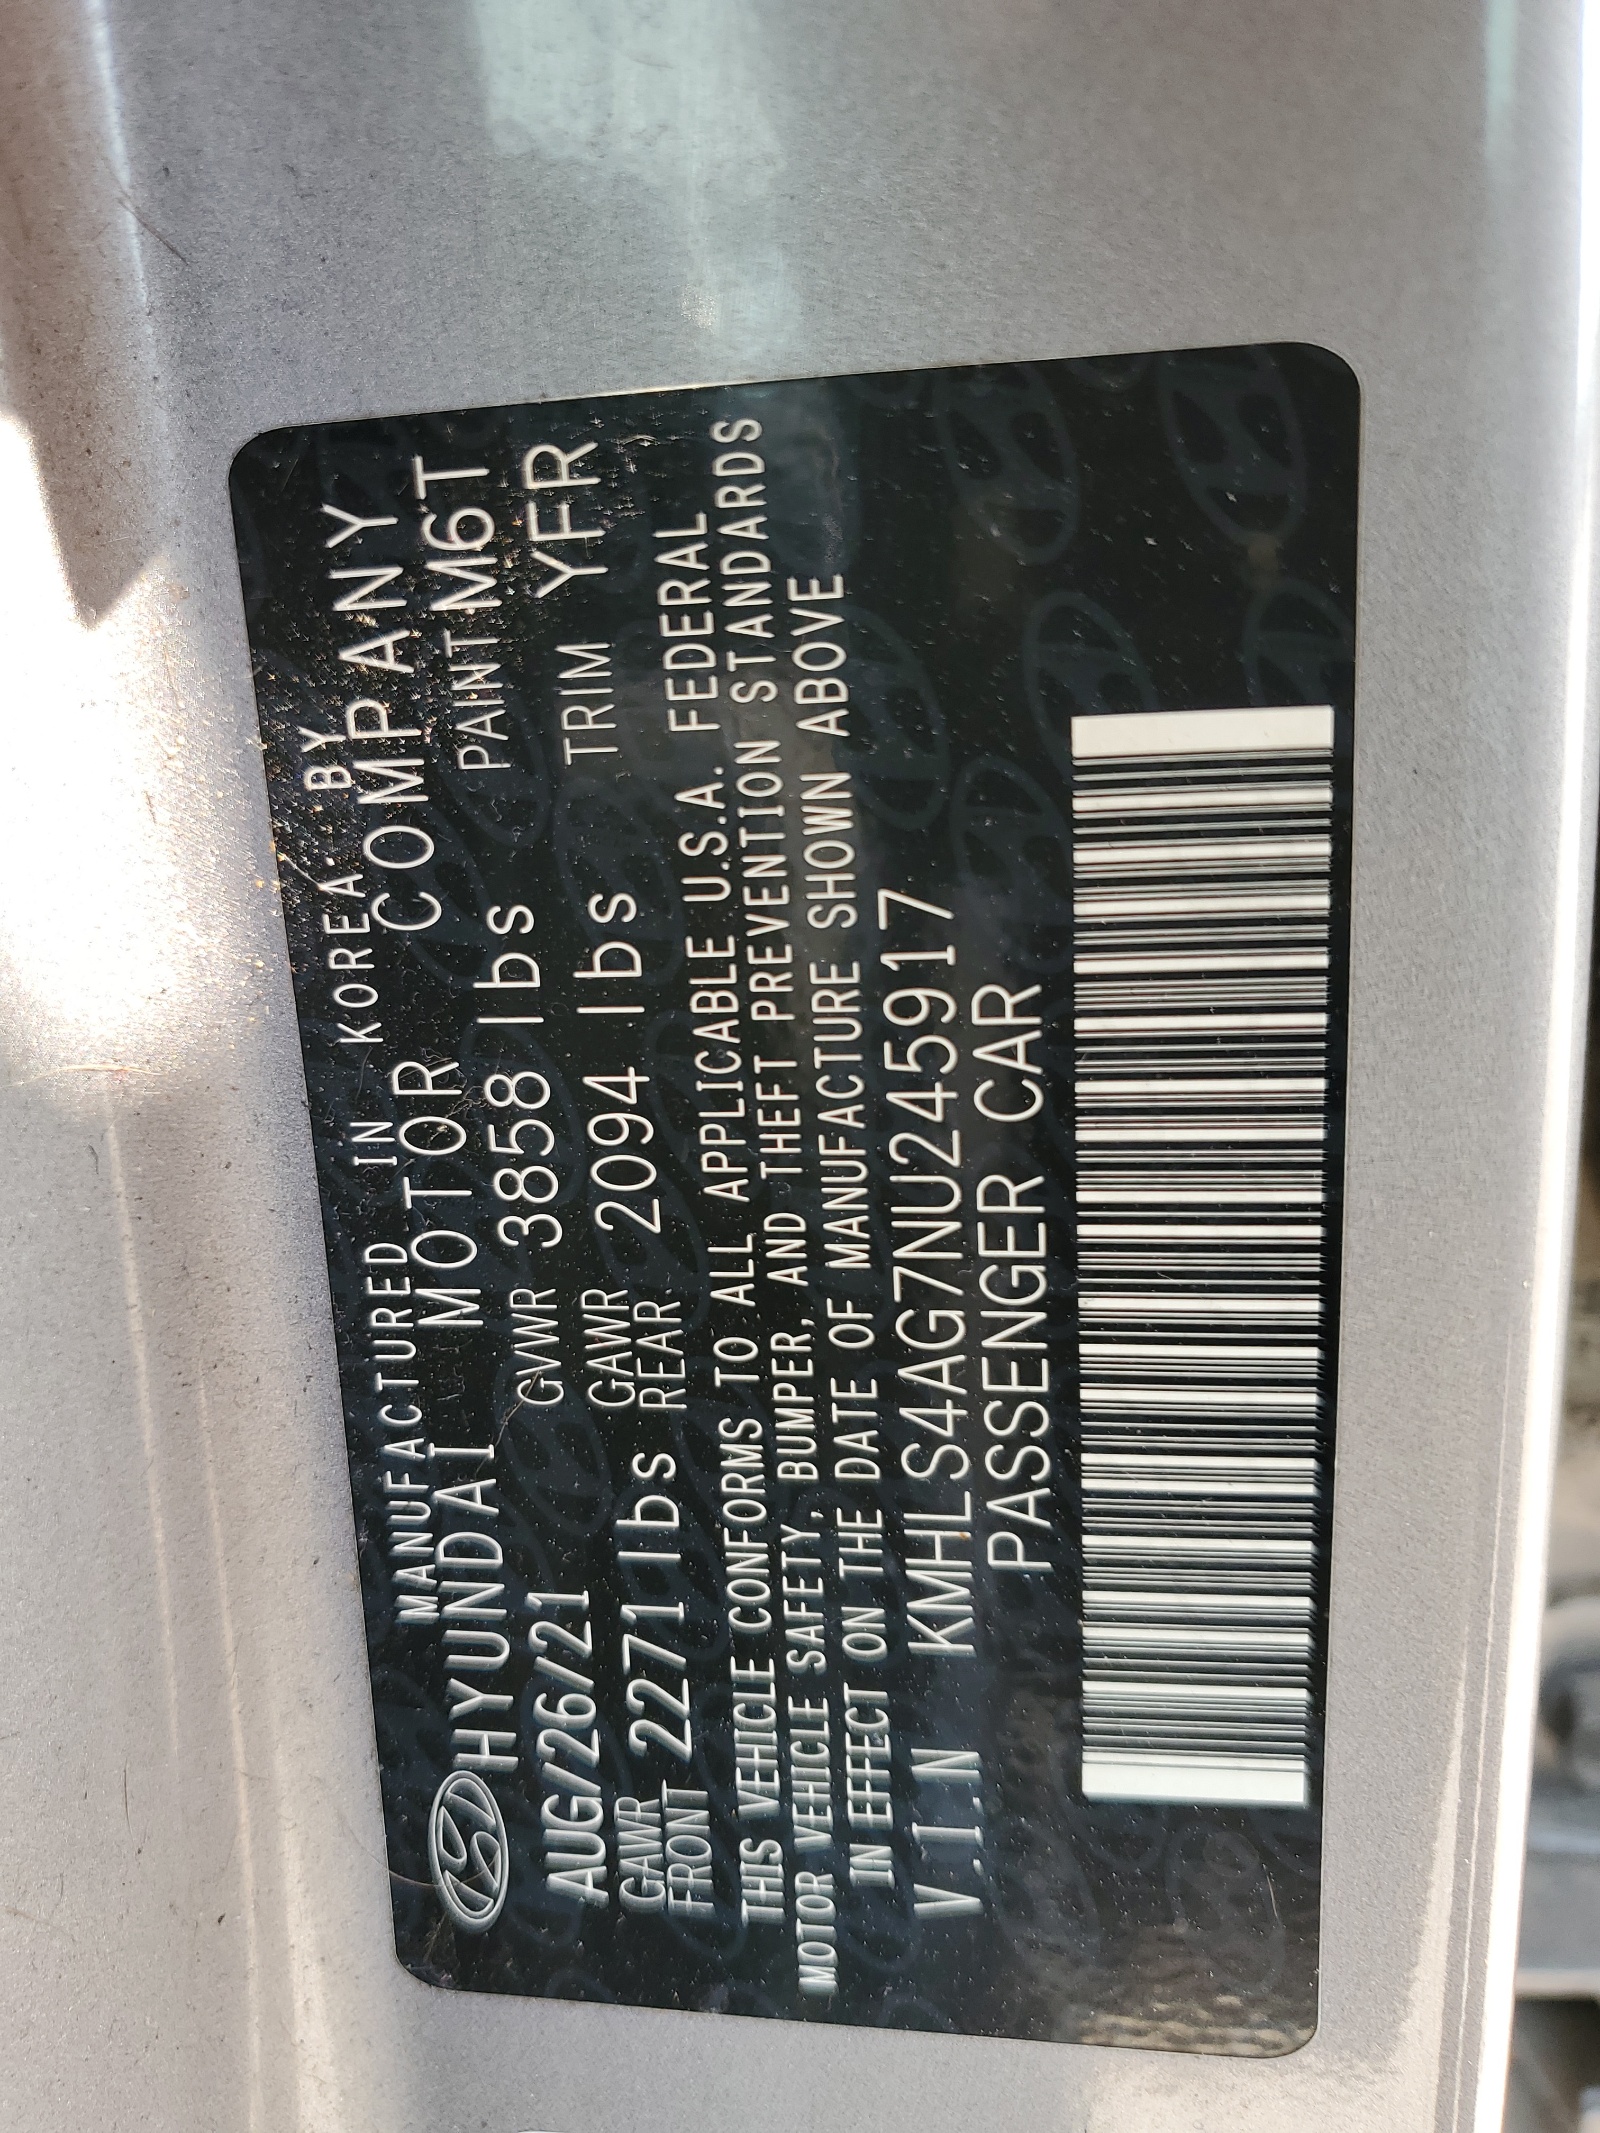 MANUFACTURED IN KOREA. BY
HYUNDAI MOTOR COMPANY
AUG/26/21 GVWR 3858 lbs PAINT M6T
GAWR FRONT 2271 lbs GAWR REAR 2094 lbs TRIM YFR
THIS VEHICLE CONFORMS TO ALL APPLICABLE U.S.A. FEDERAL
MOTOR VEHICLE SAFETY, BUMPER, AND THEFT PREVENTION STANDARDS
IN EFFECT ON THE DATE OF MANUFACTURE SHOWN ABOVE
V.I.N KMHLS4AG7NU245917
PASSENGER CAR